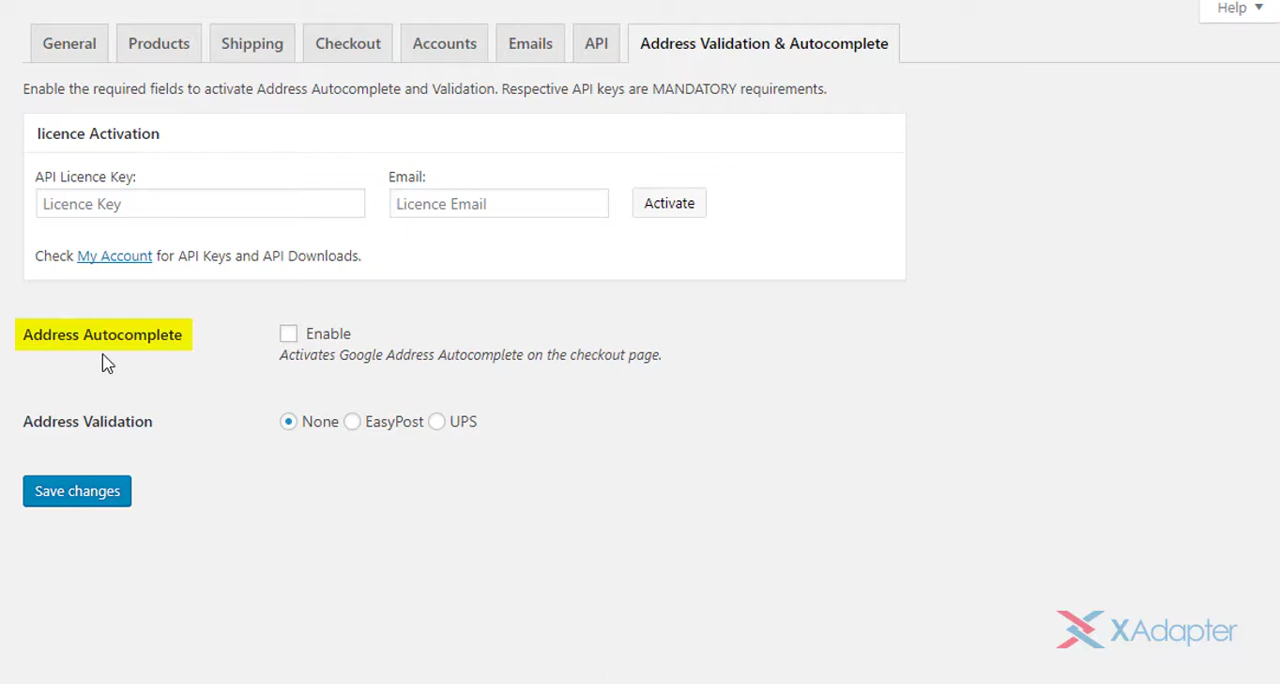 Help
General Products Shipping Checkout Accounts Emails API Address Validation & Autocomplete
Enable the required fields to activate Address Autocomplete and Validation. Respective API keys are MANDATORY requirements.
licence Activation
API Licence Key: Email:
Licence Key Licence Email Activate
Check My Account for API Keys and API Downloads.
Address Autocomplete Enable
Activates Google Address Autocomplete on the checkout page.
Address Validation None EasyPost UPS
Save changes
XAdapter